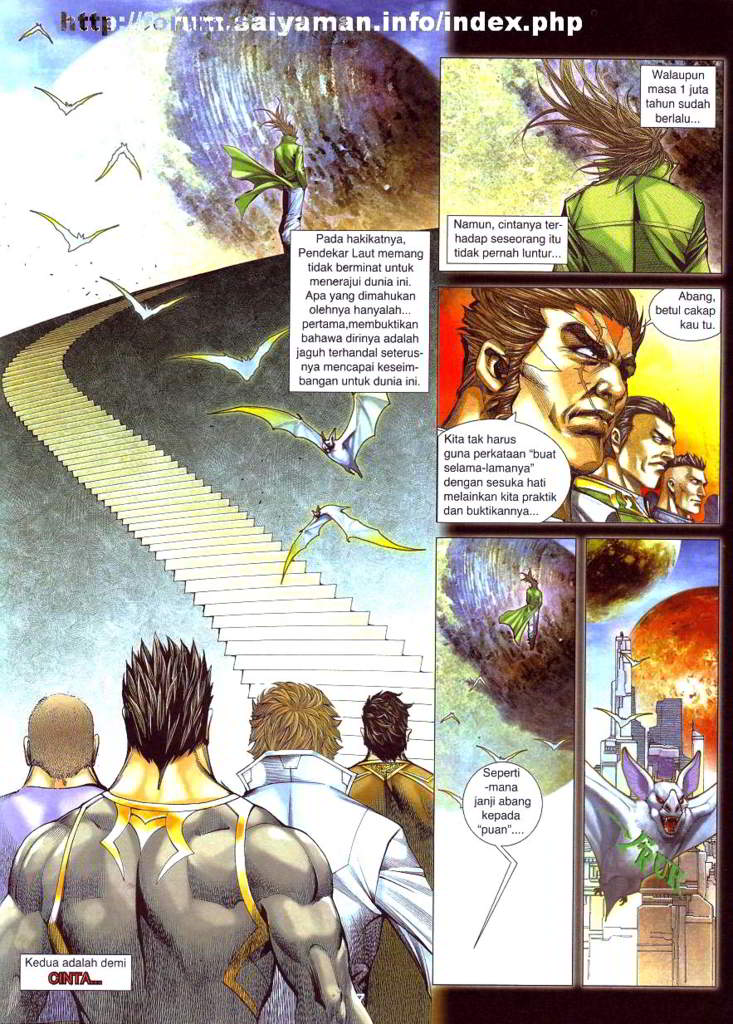 http://forum.saiyaman.info/index.php
Pada hakikatnya,
Pendekar Laut memang
tidak berminat untuk
menerajui dunia ini.
Apa yang dimahukan
olehnya hanyalah...
pertama,membuktikan
bahawa dirinya adalah
jaguh terhandal seterus-
nya mencapai keseim-
bangan untuk dunia ini.
Kedua adalah demi
CINTA...
Walaupun
masa 1 juta
tahun sudah
berlalu...
Namun, cintanya ter-
hadap seseorang itu
tidak pernah luntur...
Abang,
betul cakap
kau tu.
Kita tak harus
guna perkataan "buat
selama-lamanya"
dengan sesuka hati
melainkan kita praktik
dan buktikannya...
Seperti
-mana
janji abang
kepada
"puan"....